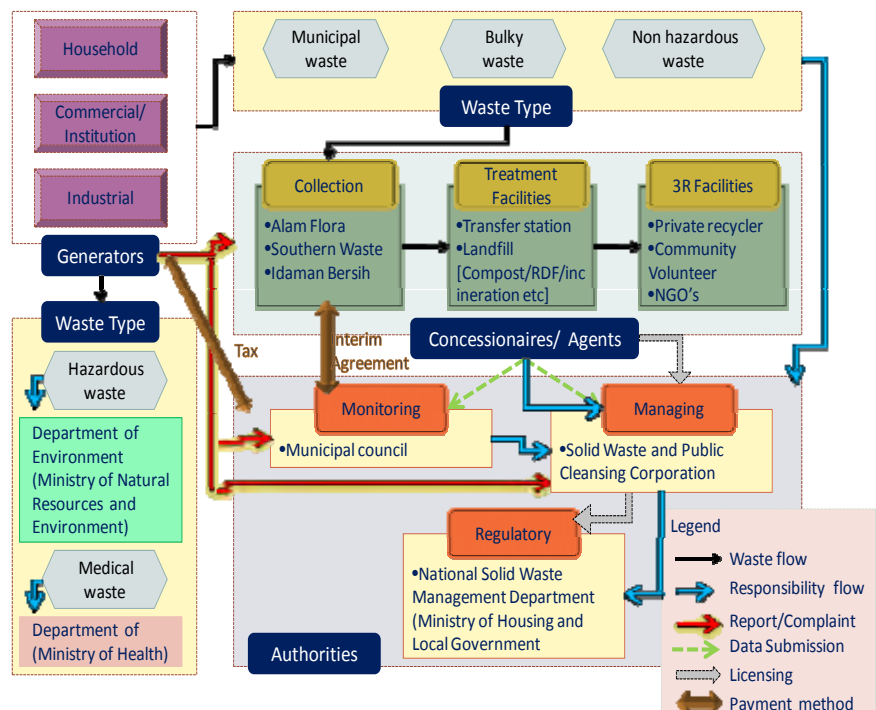 Household
Commercial/
Institution
Industrial
Generators
Municipal
waste
Bulky
waste
Non hazardous
waste
Waste Type
Collection
•Alam Flora
•Southern Waste
•Idaman Bersih
Treatment
Facilities
•Transfer station
•Landfill
[Compost/RDF/inc
ineration etc]
3R Facilities
•Private recycler
•Community
Volunteer
•NGO's
Concessionaires/ Agents
Tax
Interim
Agreement
Waste Type
Hazardous
waste
Department of
Environment
(Ministry of Natural
Resources and
Environment)
Medical
waste
Department of
(Ministry of Health)
Monitoring
•Municipal council
Managing
•Solid Waste and Public
Cleansing Corporation
Regulatory
•National Solid Waste
Management Department
(Ministry of Housing and
Local Government
Authorities
Legend
Waste flow
Responsibility flow
Report/Complaint
Data Submission
Licensing
Payment method